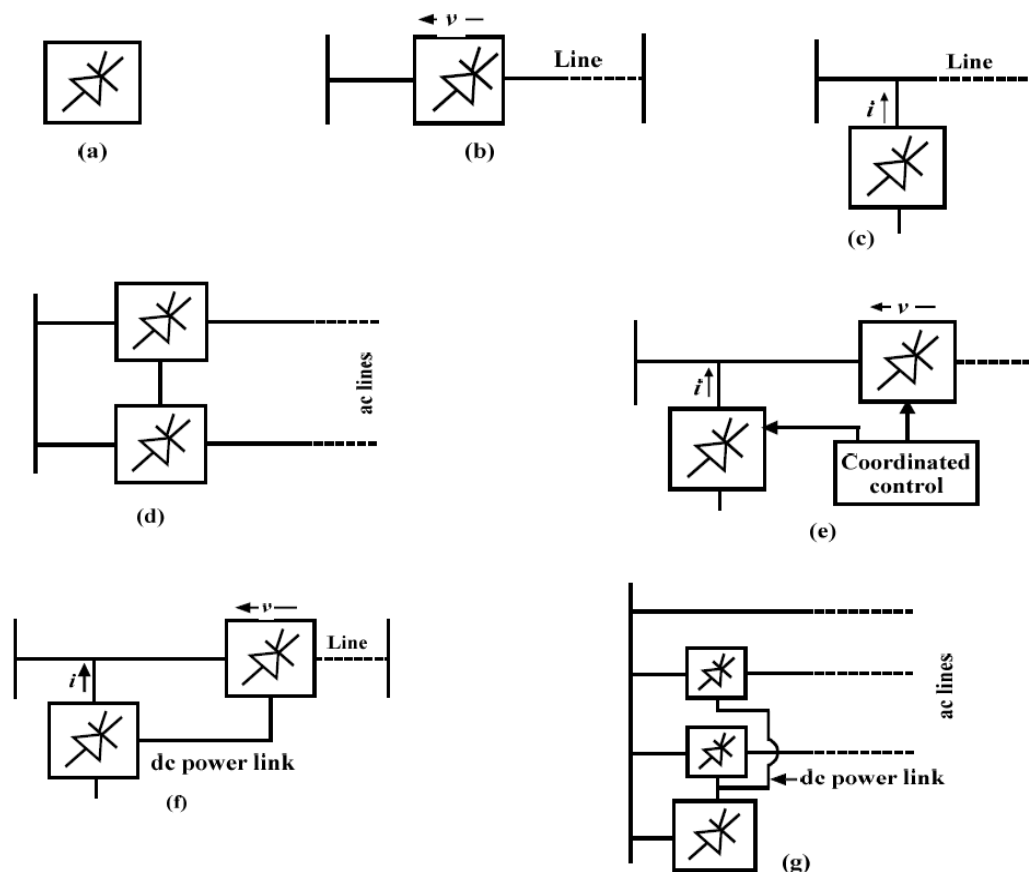 v
Line
(a)
(b)
Line
i
(c)
v
ac lines
i
Coordinated
control
(d)
(e)
v
Line
i
dc power link
(f)
ac lines
dc power link
(g)